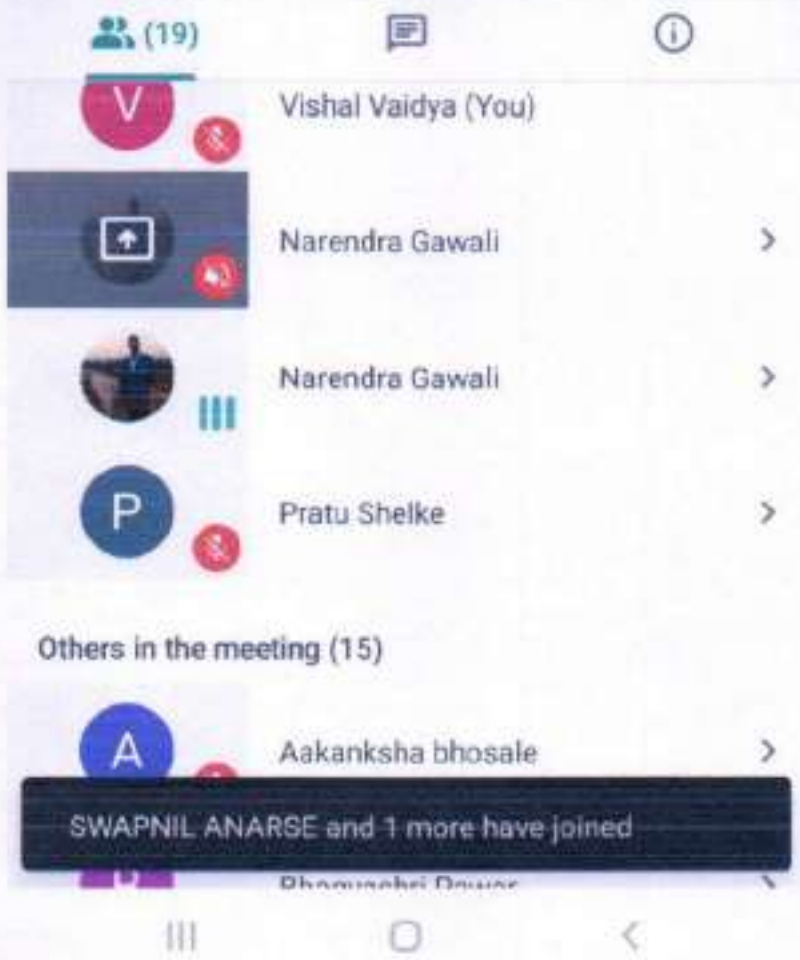 (19)
V
Vishal Vaidya (You)
Narendra Gawali
Narendra Gawali
P
Pratu Shelke
Others in the meeting (15)
A
Aakanksha bhosale
SWAPNIL ANARSE and 1 more have joined